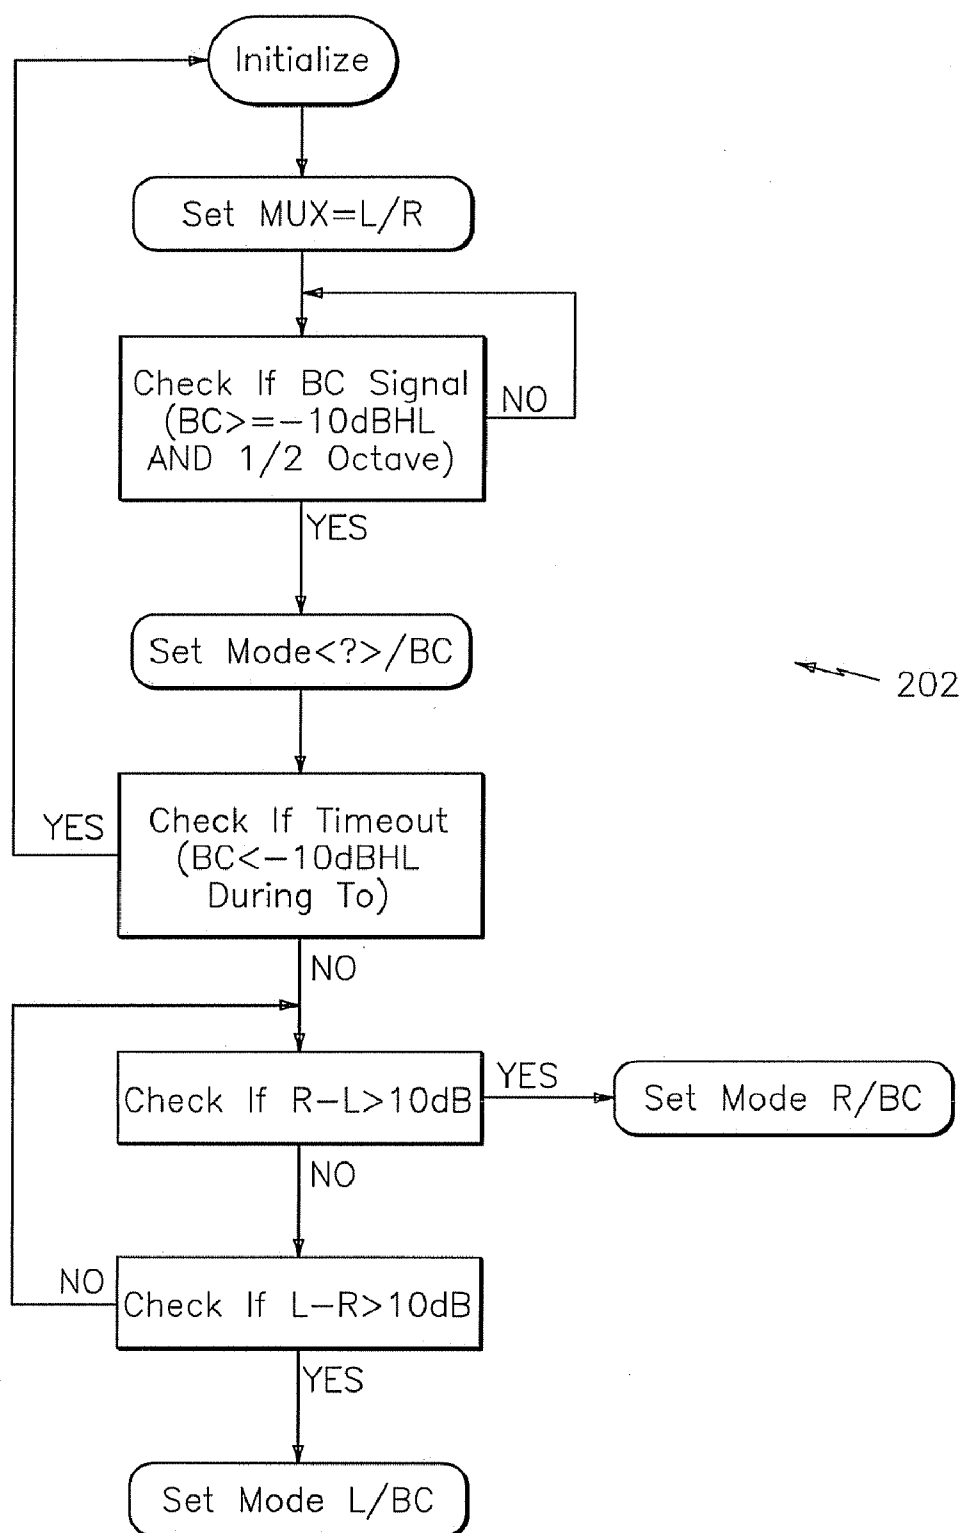 Initialize
Set MUX=L/R
Check If BC Signal
(BC>=-10dBHL
AND 1/2 Octave)
NO
YES
Set Mode<?>/BC
202
YES
Check If Timeout
(BC<-10dBHL
During To)
NO
Check If R-L>10dB
YES
Set Mode R/BC
NO
NO
Check If L-R>10dB
YES
Set Mode L/BC